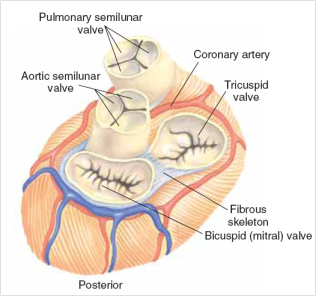 Pulmonary semilunar
valve
Coronary artery
Aortic semilunar
valve
Tricuspid
valve
Fibrous
skeleton
Bicuspid (mitral) valve
Posterior